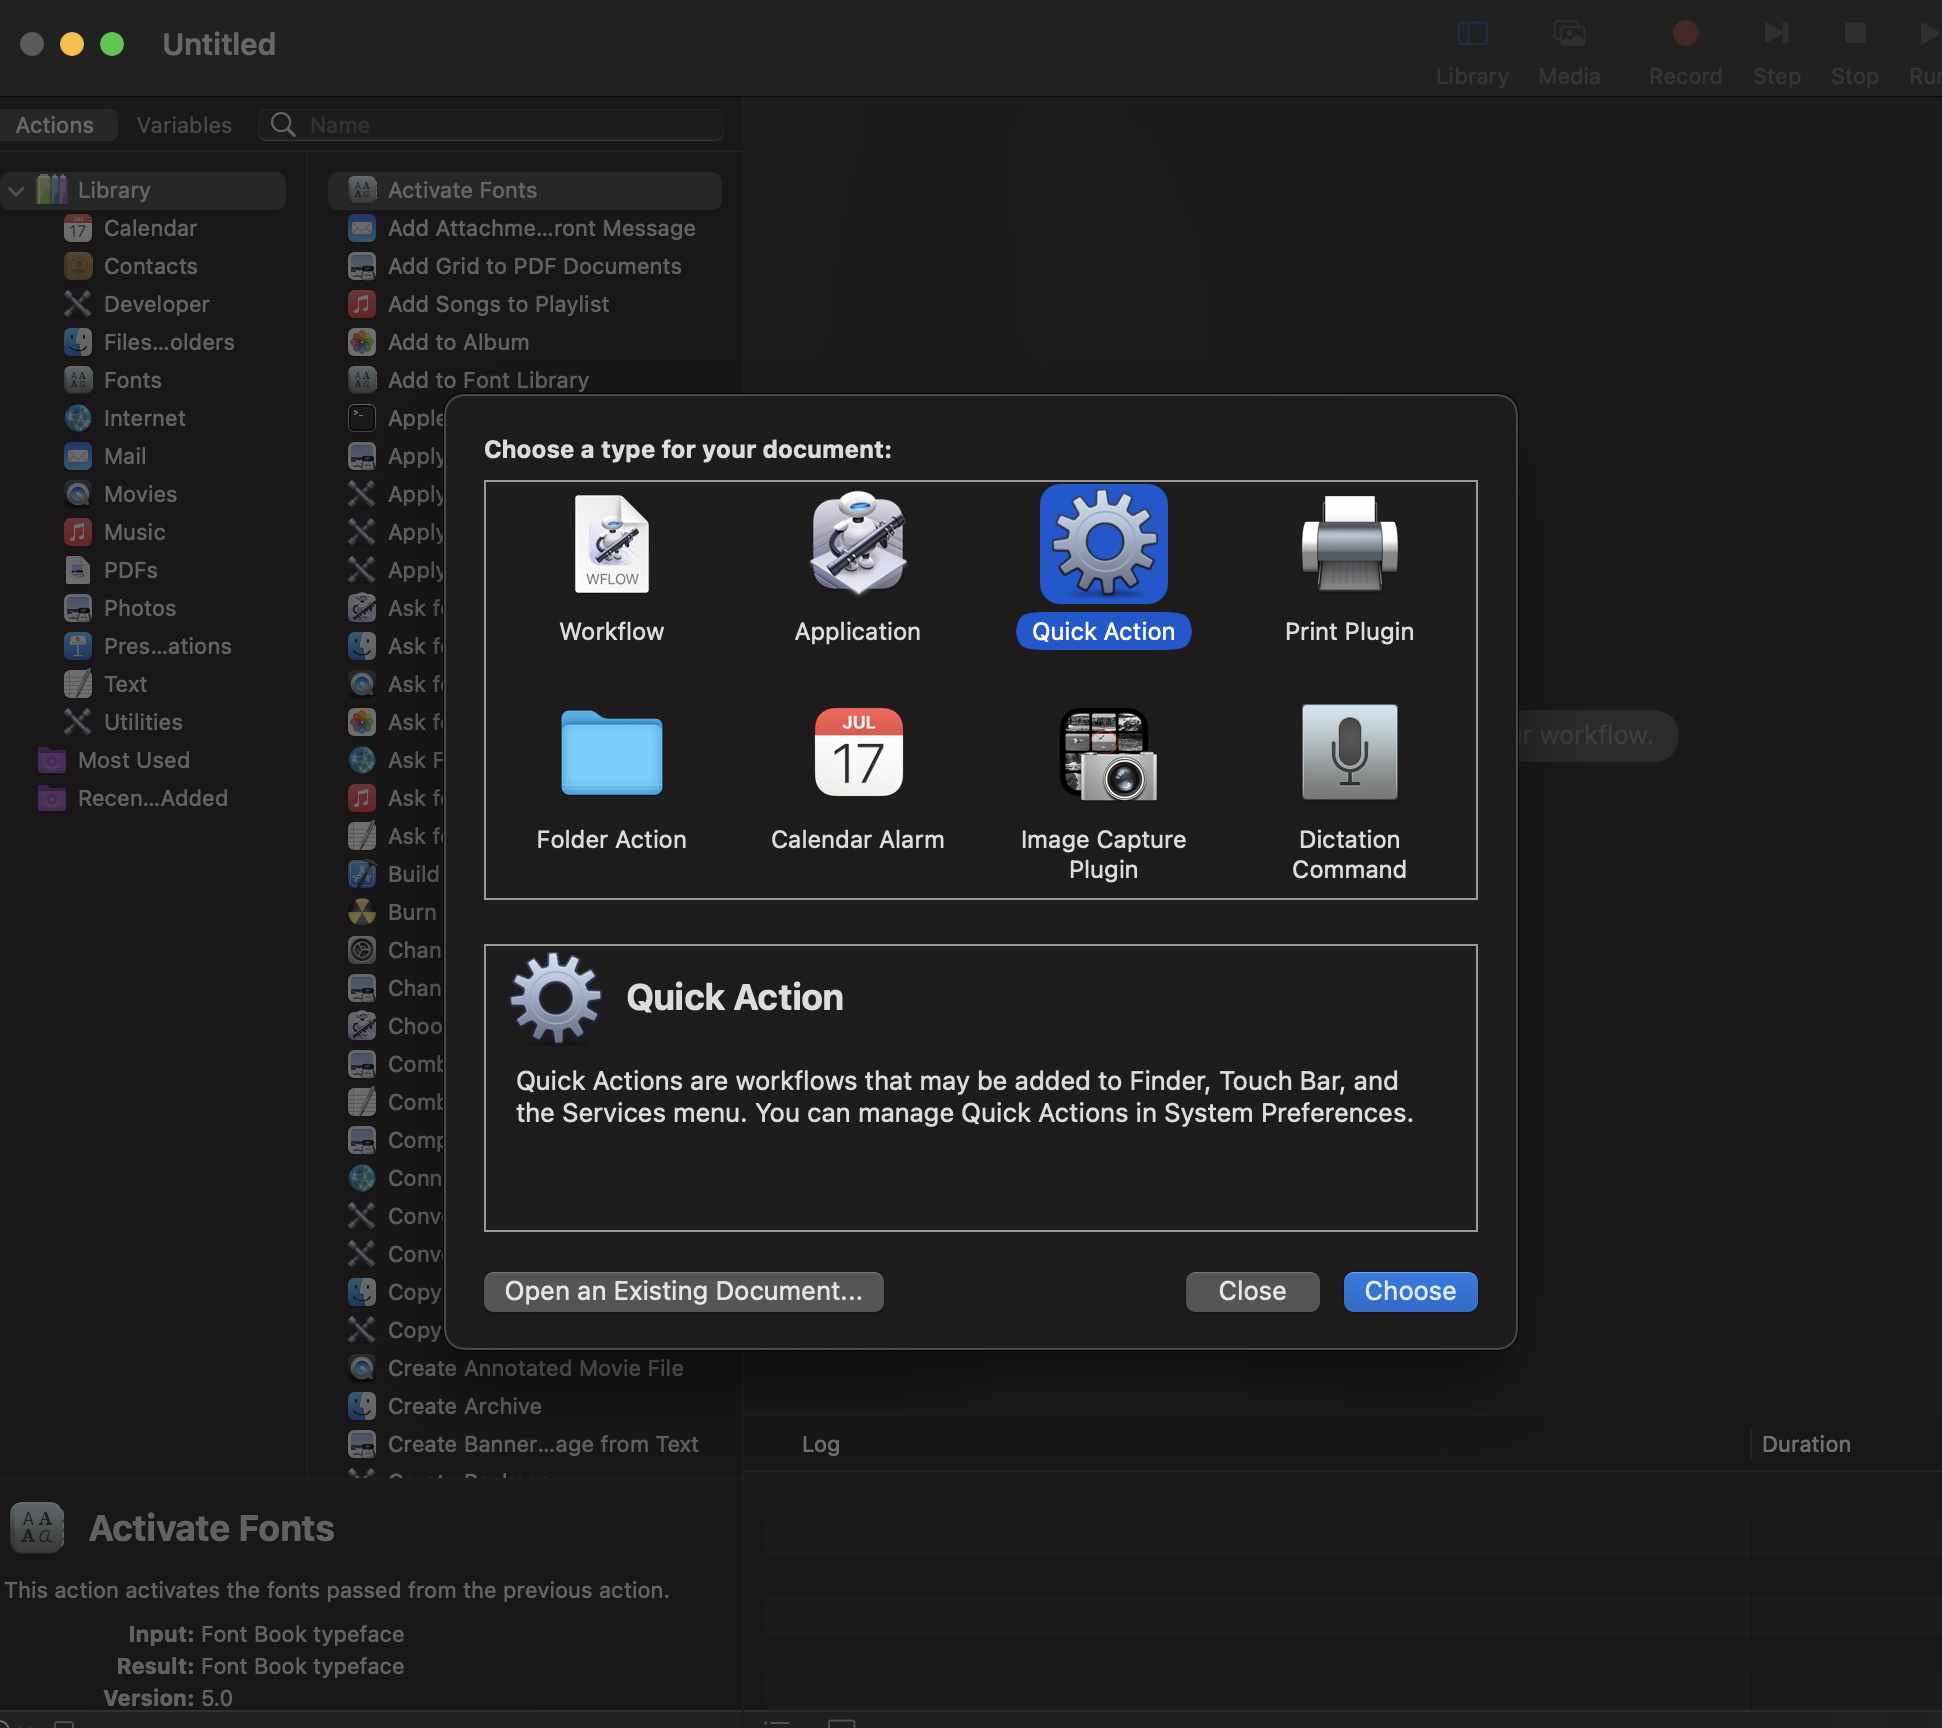 Untitled
Library
Media
Record
Step
Stop
Run
Actions
Variables
Name
Library
Calendar
Contacts
Developer
Files...olders
Fonts
Internet
Mail
Movies
Music
PDFs
Photos
Pres...ations
Text
Utilities
Most Used
Recen...Added
Activate Fonts
Add Attachme...ront Message
Add Grid to PDF Documents
Add Songs to Playlist
Add to Album
Add to Font Library
Apple
Apply
Apply
Apply
Apply
Ask f
Ask f
Ask f
Ask f
Ask F
Ask f
Ask f
Build
Burn
Chan
Chan
Choo
Comb
Comb
Comp
Conn
Conv
Conv
Copy
Copy
Create Annotated Movie File
Create Archive
Create Banner...age from Text
Create Package
Choose a type for your document:
WFLOW
Workflow
Application
Quick Action
Print Plugin
Folder Action
JUL
17
Calendar Alarm
Image Capture
Plugin
Dictation
Command
Quick Action
Quick Actions are workflows that may be added to Finder, Touch Bar, and
the Services menu. You can manage Quick Actions in System Preferences.
Open an Existing Document...
Close
Choose
r workflow.
Log
Duration
Activate Fonts
This action activates the fonts passed from the previous action.
Input: Font Book typeface
Result: Font Book typeface
Version: 5.0